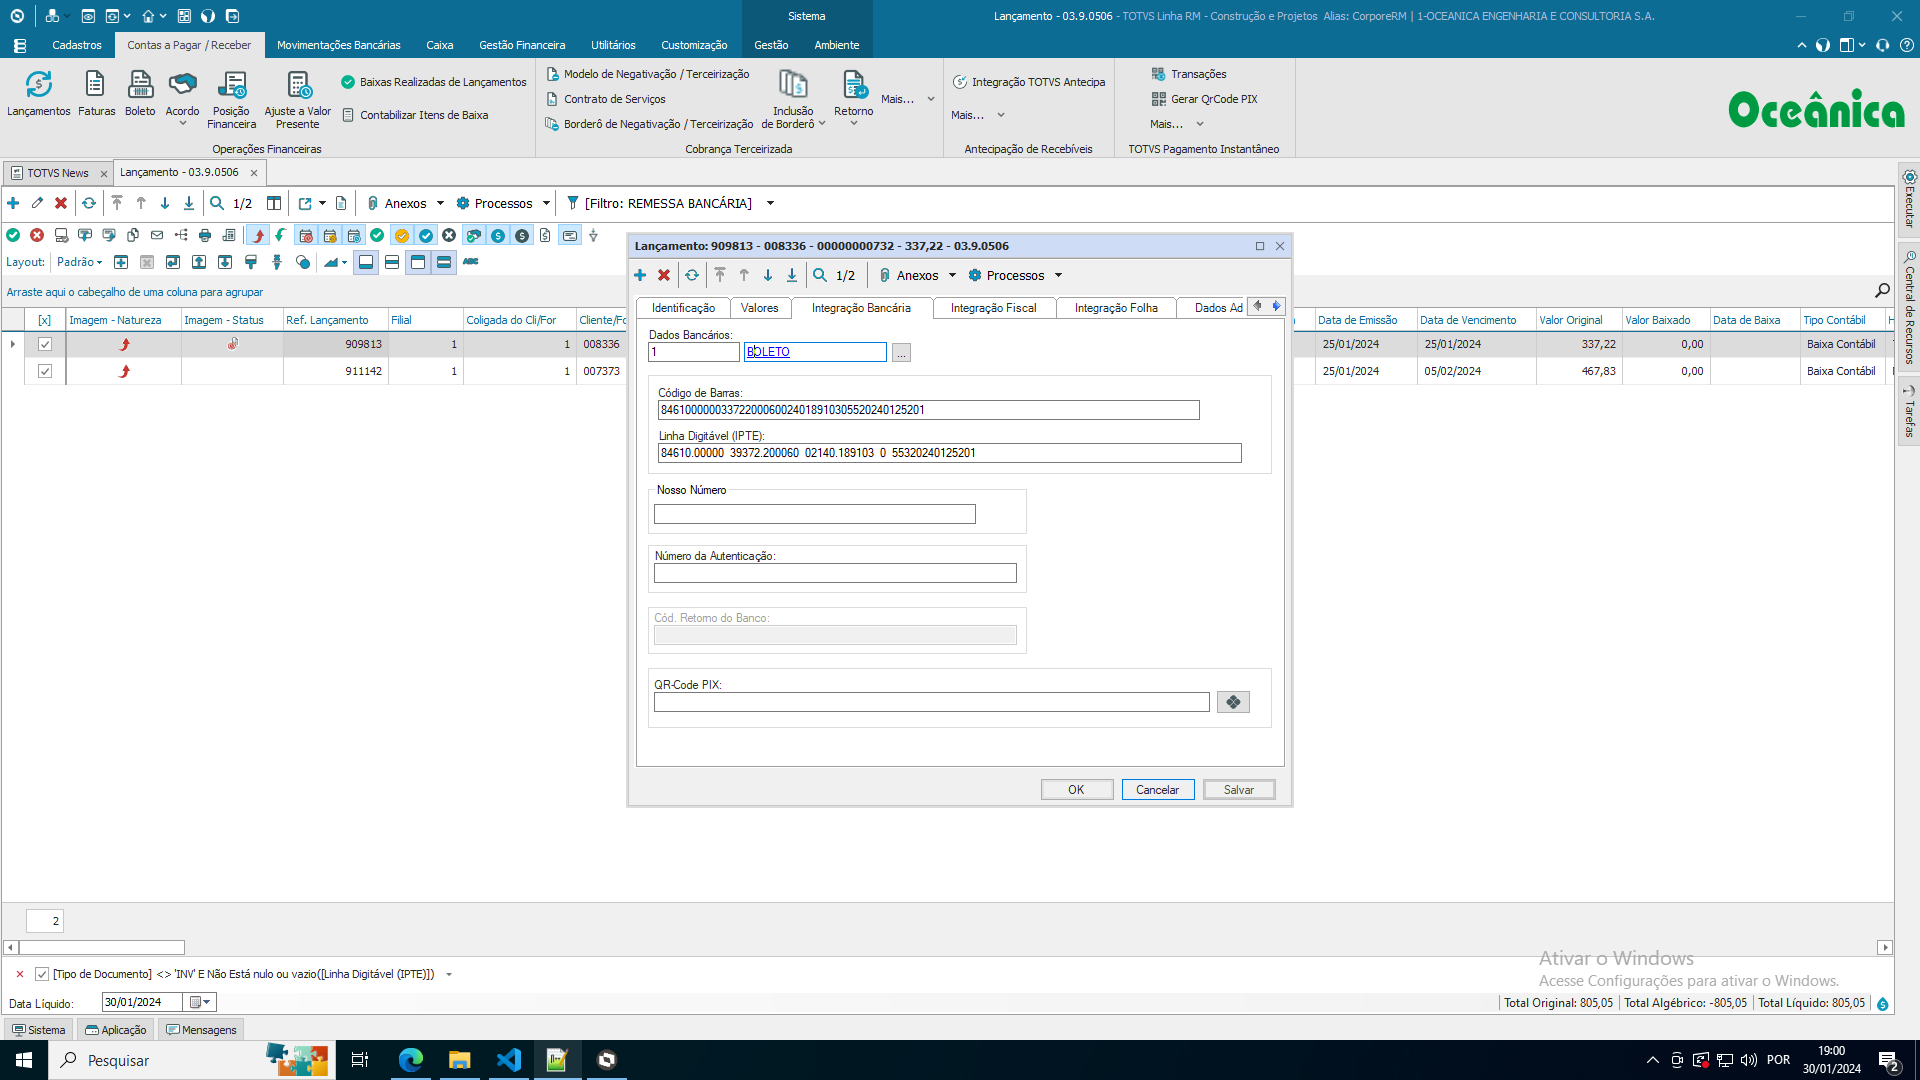 Sistema
Lançamento - 03.9.0506 - TOTVS Linha RM - Construção e Projetos Alias: CorporeRM | 1-OCEANICA ENGENHARIA E CONSULTORIA S.A.
Cadastros
Contas a Pagar / Receber
Movimentações Bancárias
Caixa
Gestão Financeira
Utilitários
Customização
Gestão
Ambiente
Lançamentos
Faturas
Boleto
Acordo
Posição Financeira
Ajuste a Valor Presente
Baixas Realizadas de Lançamentos
Contabilizar Itens de Baixa
Operações Financeiras
Modelo de Negativação / Terceirização
Contrato de Serviços
Borderô de Negativação / Terceirização
Inclusão de Borderô
Retorno
Mais...
Cobrança Terceirizada
Integração TOTVS Antecipa
Mais...
Antecipação de Recebíveis
Transações
Gerar QrCode PIX
Mais...
TOTVS Pagamento Instantâneo
Oceânica
TOTVS News
Lançamento - 03.9.0506
1/2
Anexos
Processos
[Filtro: REMESSA BANCÁRIA]
Layout: Padrão
ABC
Arraste aqui o cabeçalho de uma coluna para agrupar
[x] Imagem - Natureza Imagem - Status Ref. Lançamento Filial Coligada do Cli/For Cliente/Fo
Data de Emissão Data de Vencimento Valor Original Valor Baixado Data de Baixa Tipo Contábil
909813 1 1 008336
25/01/2024 25/01/2024 337,22 0,00 Baixa Contábil
911142 1 1 007373
25/01/2024 05/02/2024 467,83 0,00 Baixa Contábil
Lançamento: 909813 - 008336 - 00000000732 - 337,22 - 03.9.0506
1/2
Anexos
Processos
Identificação
Valores
Integração Bancária
Integração Fiscal
Integração Folha
Dados Ad
Dados Bancários:
1
BOLETO
...
Código de Barras:
84610000003372200060024018910305520240125201
Linha Digitável (IPTE):
84610.00000 39372.200060 02140.189103 0 55320240125201
Nosso Número
Número da Autenticação:
Cód. Retorno do Banco:
QR-Code PIX:
OK
Cancelar
Salvar
Executar
Central de Recursos
Tarefas
2
[Tipo de Documento] <> 'INV' E Não Está nulo ou vazio([Linha Digitável (IPTE)])
Data Líquido: 30/01/2024
Ativar o Windows
Acesse Configurações para ativar o Windows.
Total Original: 805,05 Total Algébrico: -805,05 Total Líquido: 805,05
Sistema
Aplicação
Mensagens
Pesquisar
POR
19:00
30/01/2024
2